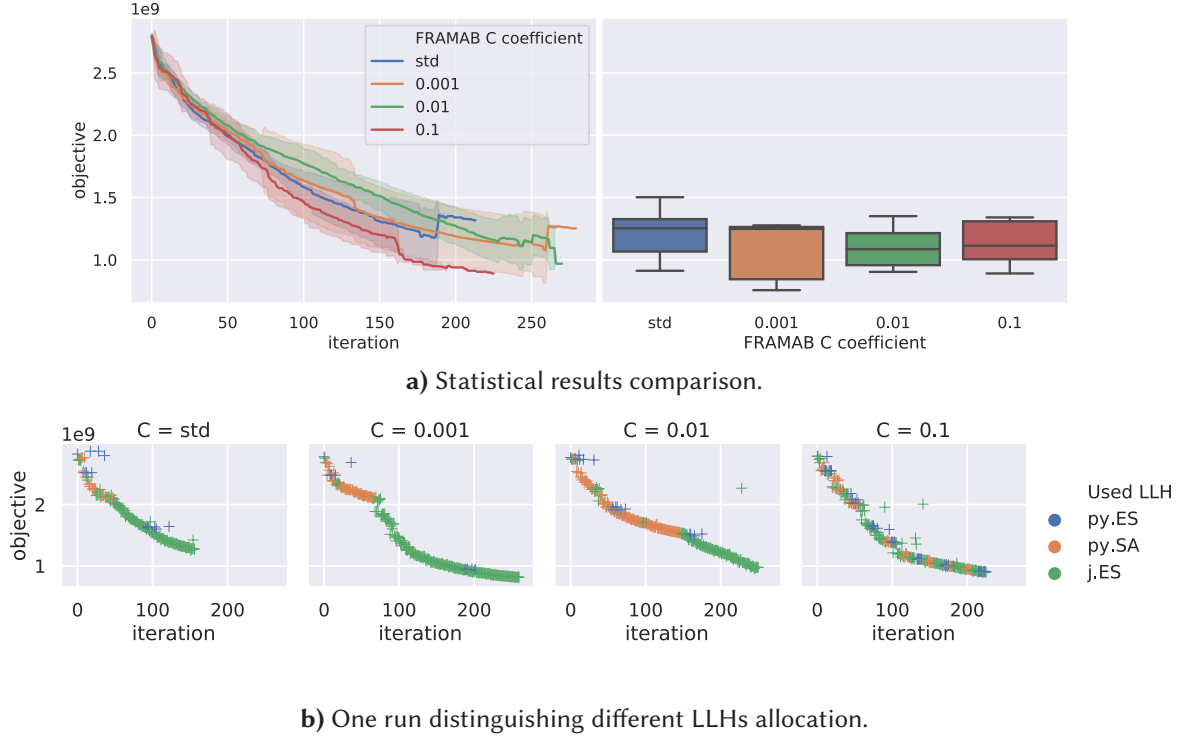 1e9
FRAMAB C coefficient
std
0.001
0.01
0.1
2.5
2.0
1.5
1.0
objective
0 50 100 150 200 250
iteration
std 0.001 0.01 0.1
FRAMAB C coefficient
a) Statistical results comparison.
1e9
C = std C = 0.001 C = 0.01 C = 0.1
2
1
objective
Used LLH
py.ES
py.SA
j.ES
0 100 200 0 100 200 0 100 200 0 100 200
iteration iteration iteration iteration
b) One run distinguishing different LLHs allocation.